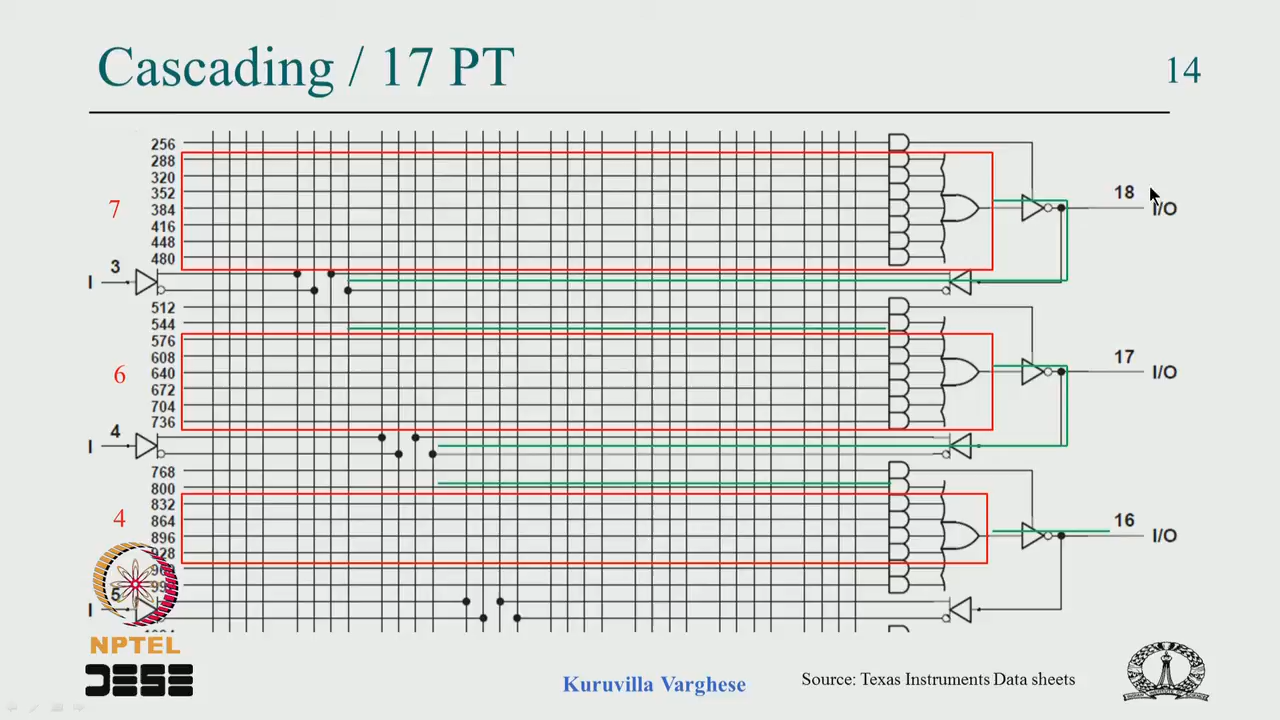 Cascading / 17 PT
14
256
288
320
352
7
384
416
448
480
18
I/O
I 3
512
544
576
608
6
640
672
704
736
17
I/O
I 4
768
800
832
864
4
896
928
16
I/O
I 5
NPTEL
DESE
Kuruvilla Varghese
Source: Texas Instruments Data sheets